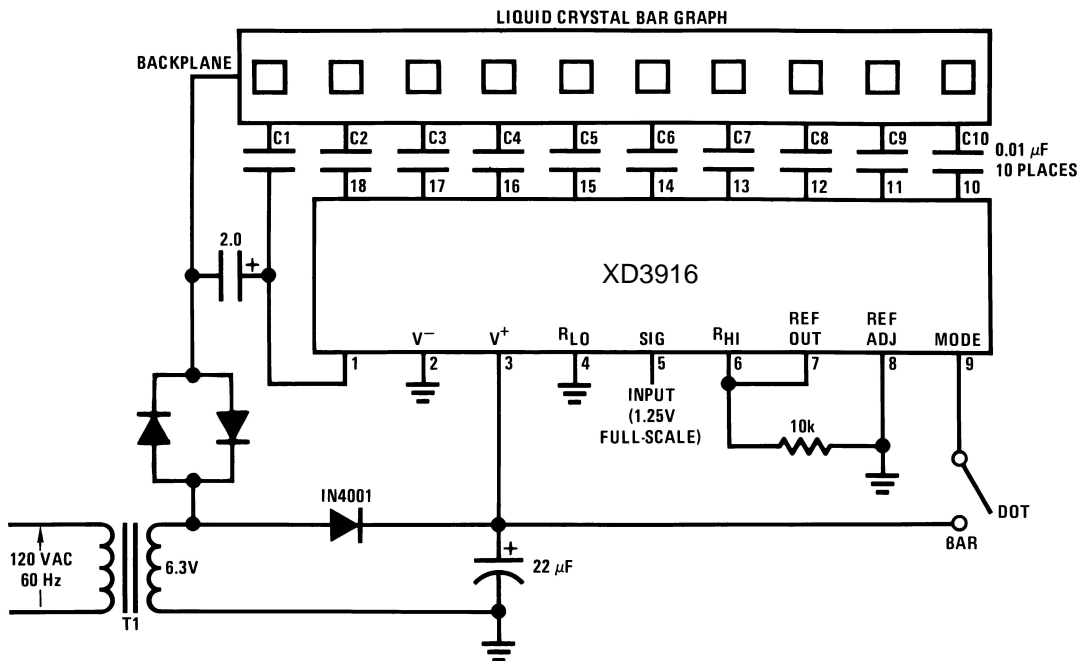 LIQUID CRYSTAL BAR GRAPH
BACKPLANE
C1 C2 C3 C4 C5 C6 C7 C8 C9 C10
0.01 μF
10 PLACES
18 17 16 15 14 13 12 11 10
2.0
+
XD3916
V− V+ RLO SIG RHI REF OUT REF ADJ MODE
1 2 3 4 5 6 7 8 9
INPUT
(1.25V
FULL-SCALE)
10k
IN4001
DOT
BAR
+
22 μF
120 VAC
60 Hz
6.3V
T1